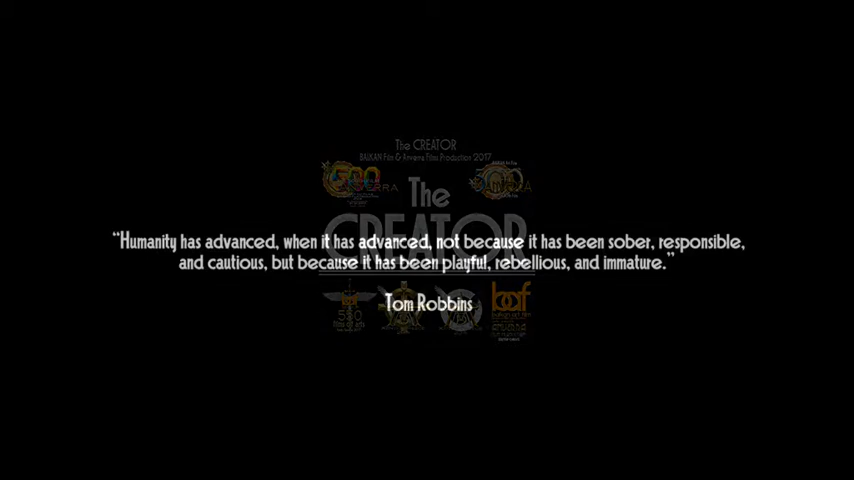 The CREATOR
BALKAN Film & Anverra Films Production 2017
The
CREATOR
“Humanity has advanced, when it has advanced, not because it has been sober, responsible,
and cautious, but because it has been playful, rebellious, and immature.”
Tom Robbins